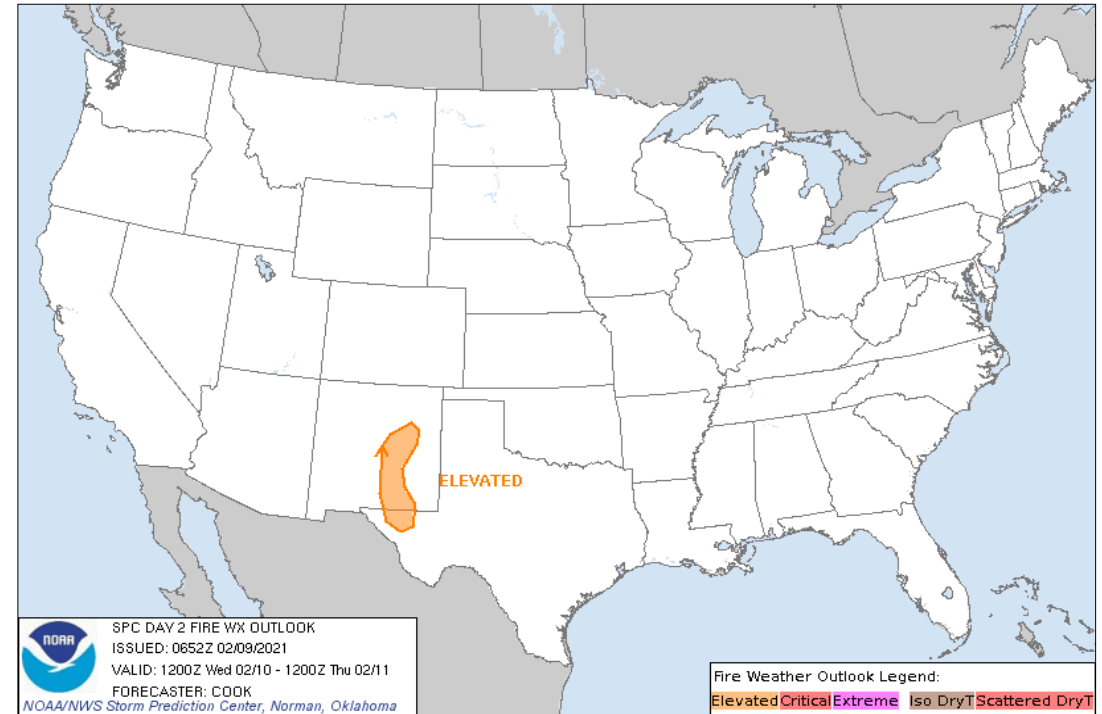 ELEVATED
NOAA
SPC DAY 2 FIRE WX OUTLOOK
ISSUED: 0652Z 02/09/2021
VALID: 1200Z Wed 02/10 - 1200Z Thu 02/11
FORECASTER: COOK
NOAA/NWS Storm Prediction Center, Norman, Oklahoma
Fire Weather Outlook Legend:
Elevated Critical Extreme Iso DryT Scattered DryT